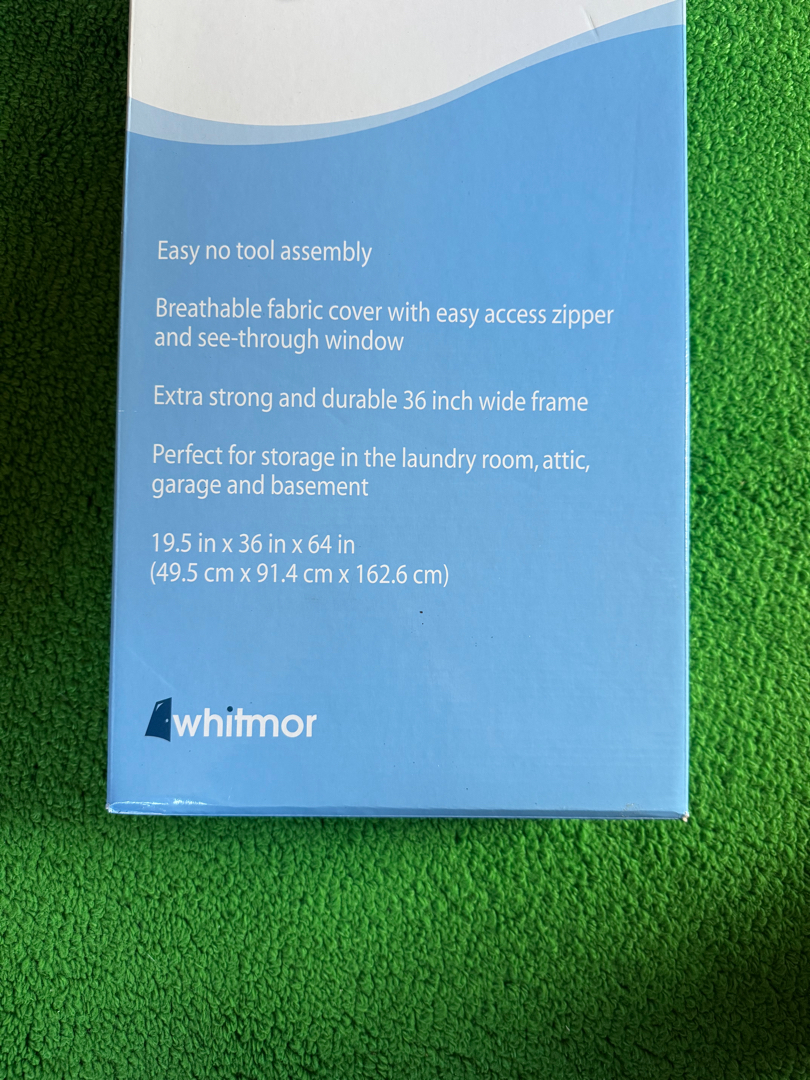 Easy no tool assembly
Breathable fabric cover with easy access zipper
and see-through window
Extra strong and durable 36 inch wide frame
Perfect for storage in the laundry room, attic,
garage and basement
19.5 in x 36 in x 64 in
(49.5 cm x 91.4 cm x 162.6 cm)
whitmor